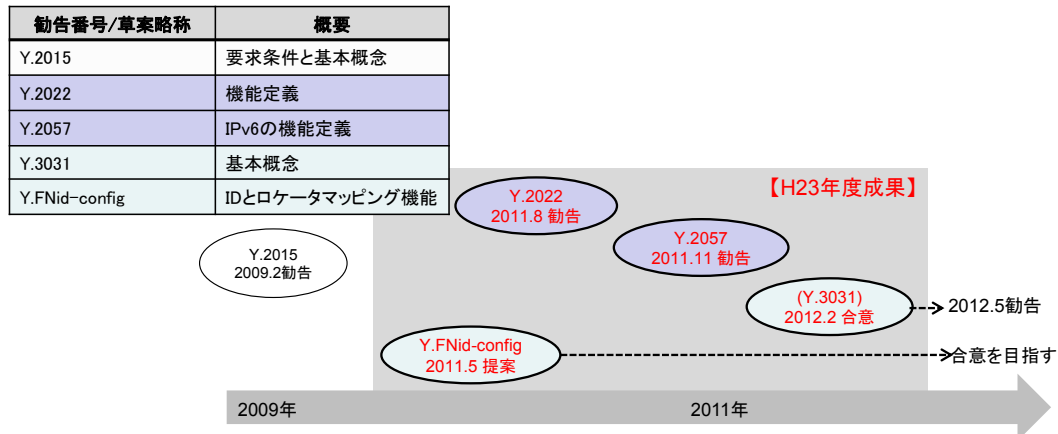 勧告番号/草案略称 概要
Y.2015 要求条件と基本概念
Y.2022 機能定義
Y.2057 IPv6の機能定義
Y.3031 基本概念
Y.FNid-config IDとロケータマッピング機能
【H23年度成果】
Y.2022
2011.8 勧告
Y.2057
2011.11 勧告
Y.2015
2009.2勧告
(Y.3031)
2012.2 合意
2012.5勧告
Y.FNid-config
2011.5 提案
合意を目指す
2009年 2011年